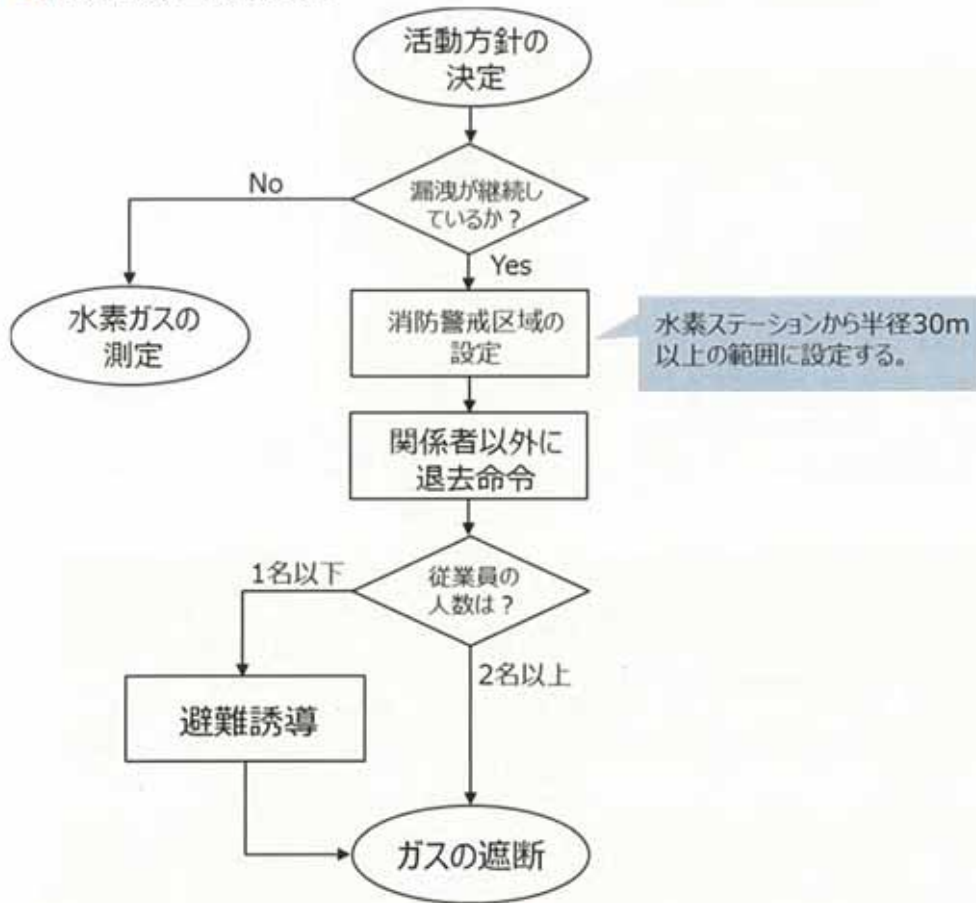 活動方針の
決定
漏洩が継続し
ているか？
No
Yes
水素ガスの
測定
消防警戒区域の
設定
水素ステーションから半径30m
以上の範囲に設定する。
関係者以外に
退去命令
従業員の
人数は？
1名以下
2名以上
避難誘導
ガスの遮断